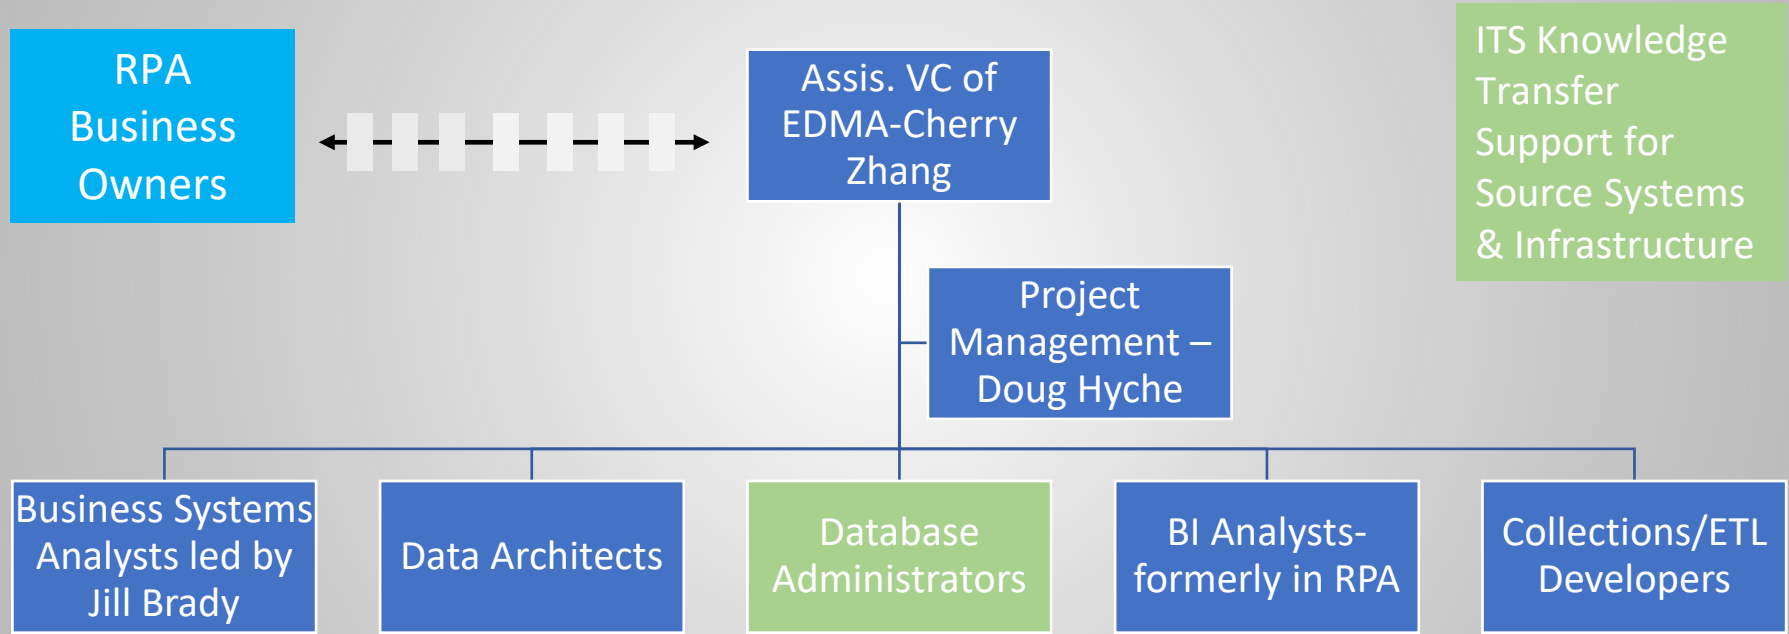 RPA
Business
Owners
Assis. VC of
EDMA-Cherry
Zhang
ITS Knowledge
Transfer
Support for
Source Systems
& Infrastructure
Project
Management –
Doug Hyche
Business Systems
Analysts led by
Jill Brady
Data Architects
Database
Administrators
BI Analysts-
formerly in RPA
Collections/ETL
Developers